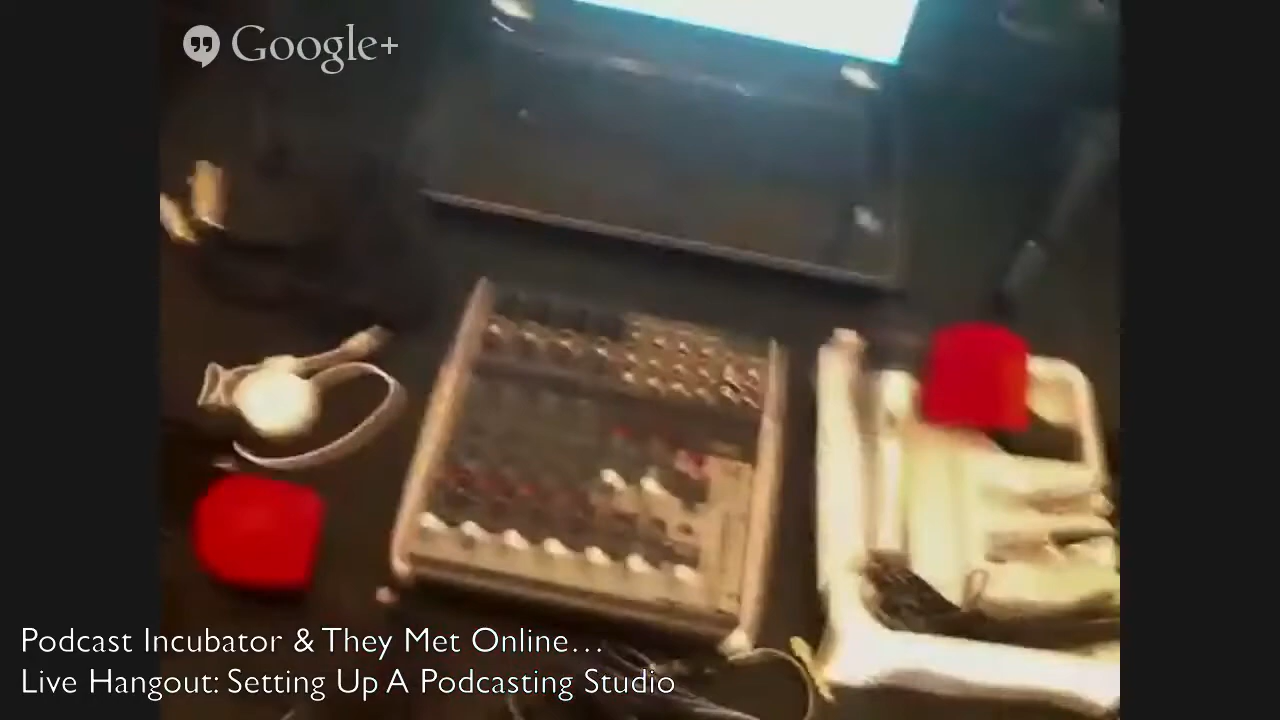 Google+
Podcast Incubator & They Met Online…
Live Hangout: Setting Up A Podcasting Studio